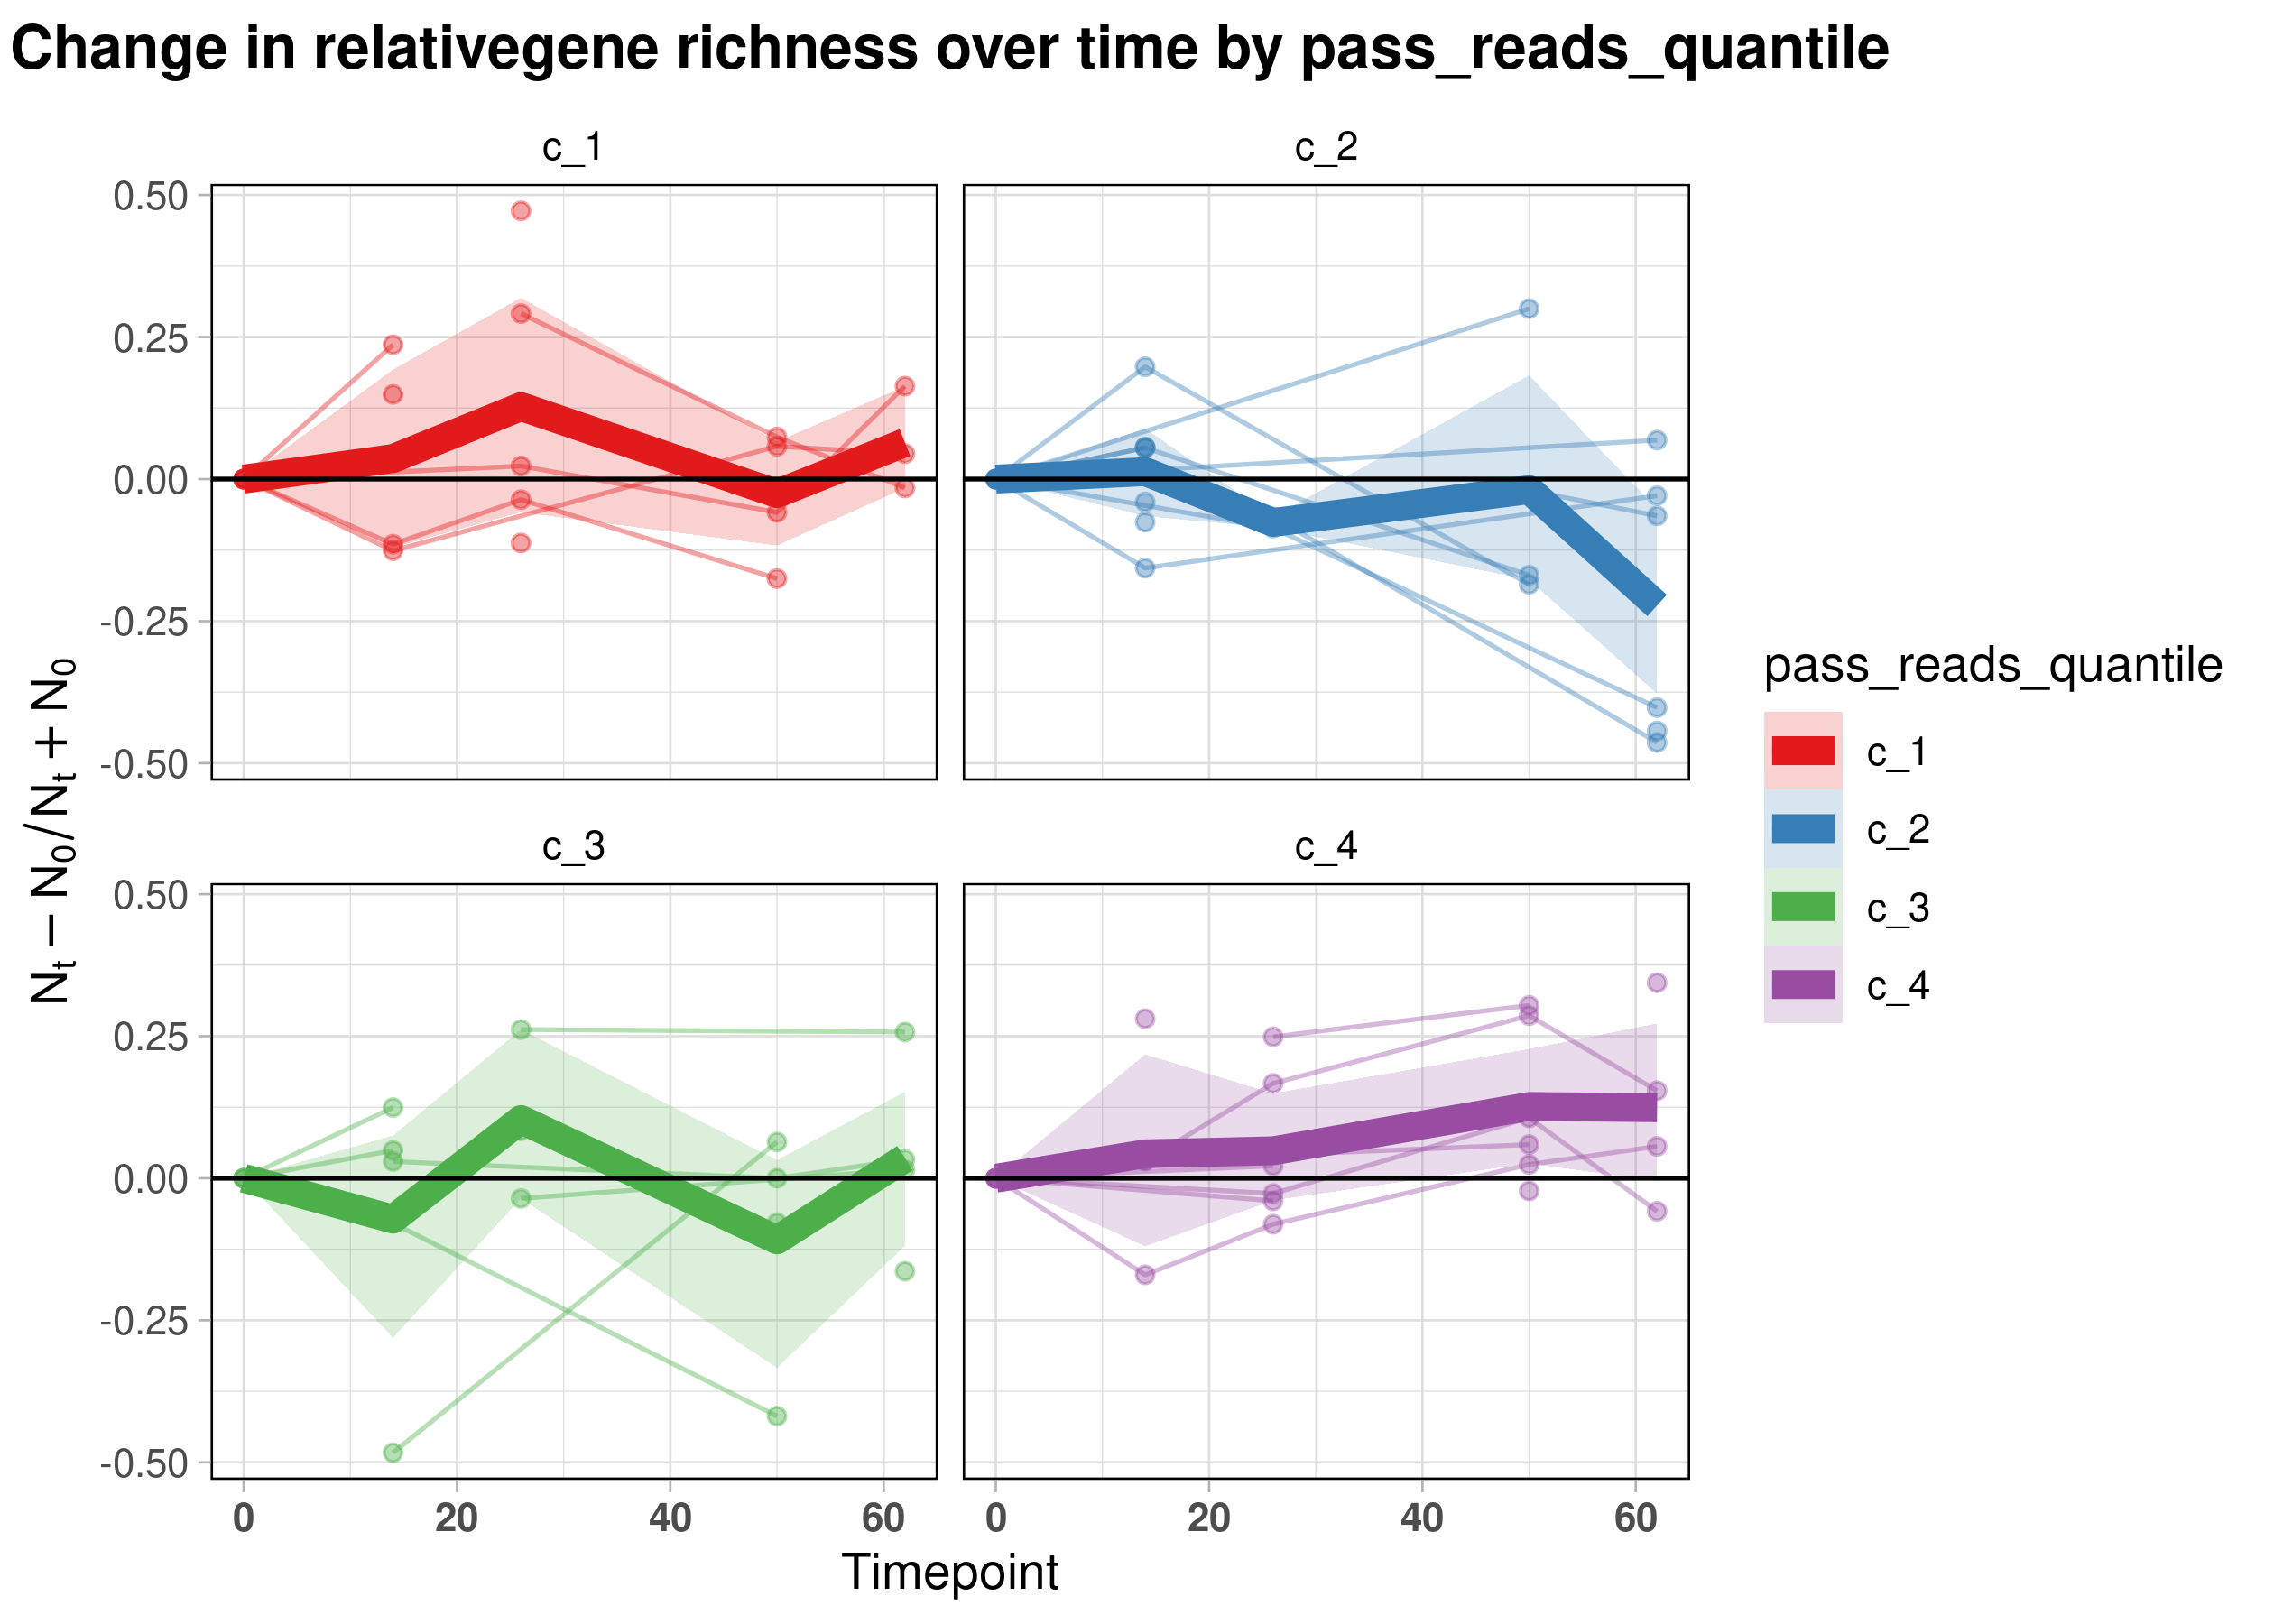 Change in relativegene richness over time by pass_reads_quantile
c_1
c_2
0.50
0.25
0.00
-0.25
-0.50
c_3
c_4
0.50
0.25
0.00
-0.25
-0.50
0 20 40 60
0 20 40 60
Timepoint
Nt − N0/Nt + N0
pass_reads_quantile
c_1
c_2
c_3
c_4